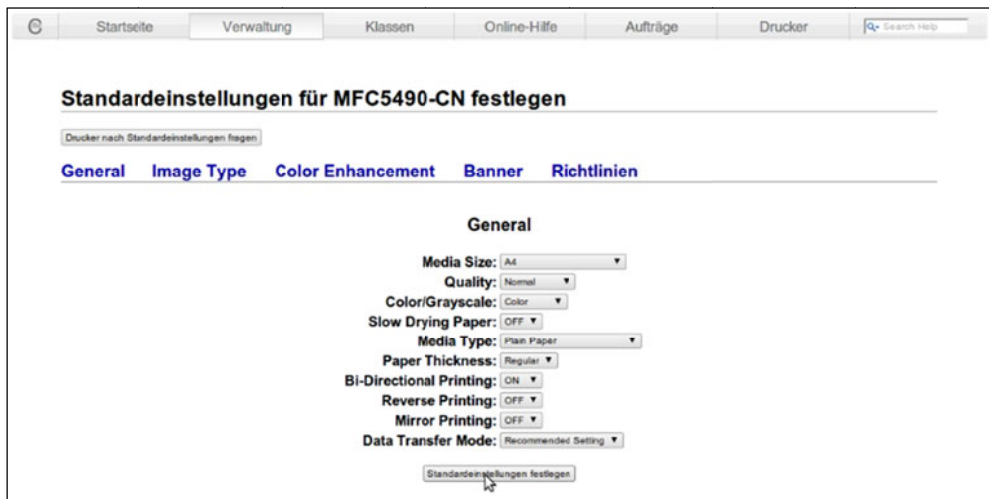 Startseite Verwaltung Klassen Online-Hilfe Aufträge Drucker Search Help
Standardeinstellungen für MFC5490-CN festlegen
Drucker nach Standardeinstellungen fragen
General Image Type Color Enhancement Banner Richtlinien
General
Media Size: A4
Quality: Normal
Color/Grayscale: Color
Slow Drying Paper: OFF
Media Type: Plain Paper
Paper Thickness: Regular
Bi-Directional Printing: ON
Reverse Printing: OFF
Mirror Printing: OFF
Data Transfer Mode: Recommended Setting
Standardeinstellungen festlegen